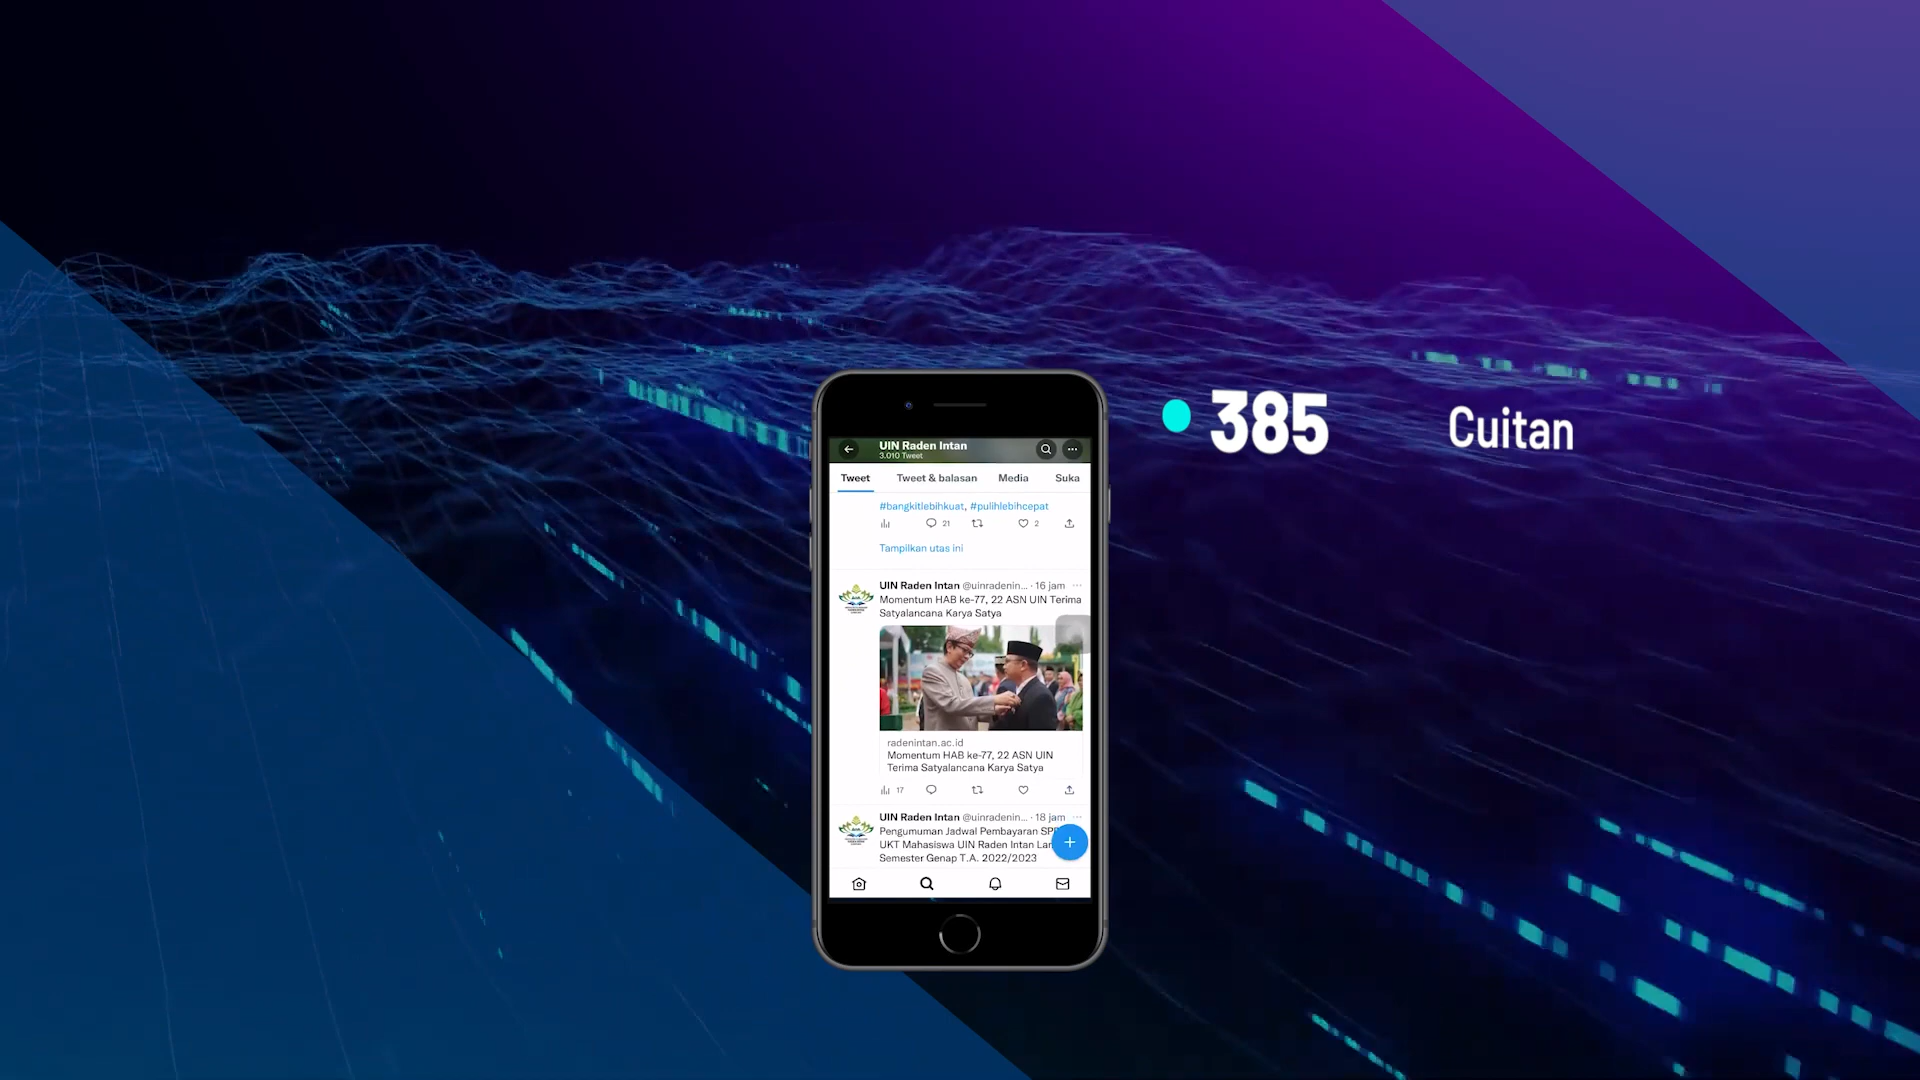 385 Cuitan
UIN Raden Intan
3.010 Tweet
Tweet Tweet & balasan Media Suka
#bangkitlebihkuat, #pulihlebihcepat
21 2
Tampilkan utas ini
UIN Raden Intan @uinradenin... · 16 jam
Momentum HAB ke-77, 22 ASN UIN Terima
Satyalancana Karya Satya
radenintan.ac.id
Momentum HAB ke-77, 22 ASN UIN
Terima Satyalancana Karya Satya
17
UIN Raden Intan @uinradenin... · 18 jam
Pengumuman Jadwal Pembayaran
UKT Mahasiswa UIN Raden Intan
Semester Genap T.A. 2022/2023